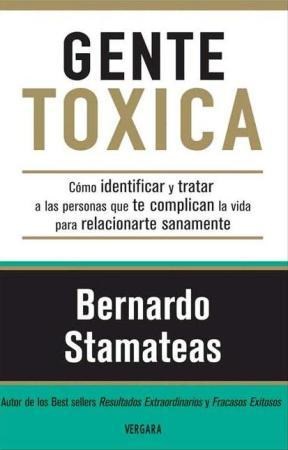 GENTE
TOXICA
Cómo identificar y tratar
a las personas que te complican la vida
para relacionarte sanamente
Bernardo
Stamateas
Autor de los Best sellers Resultados Extraordinarios y Fracasos Exitosos
VERGARA